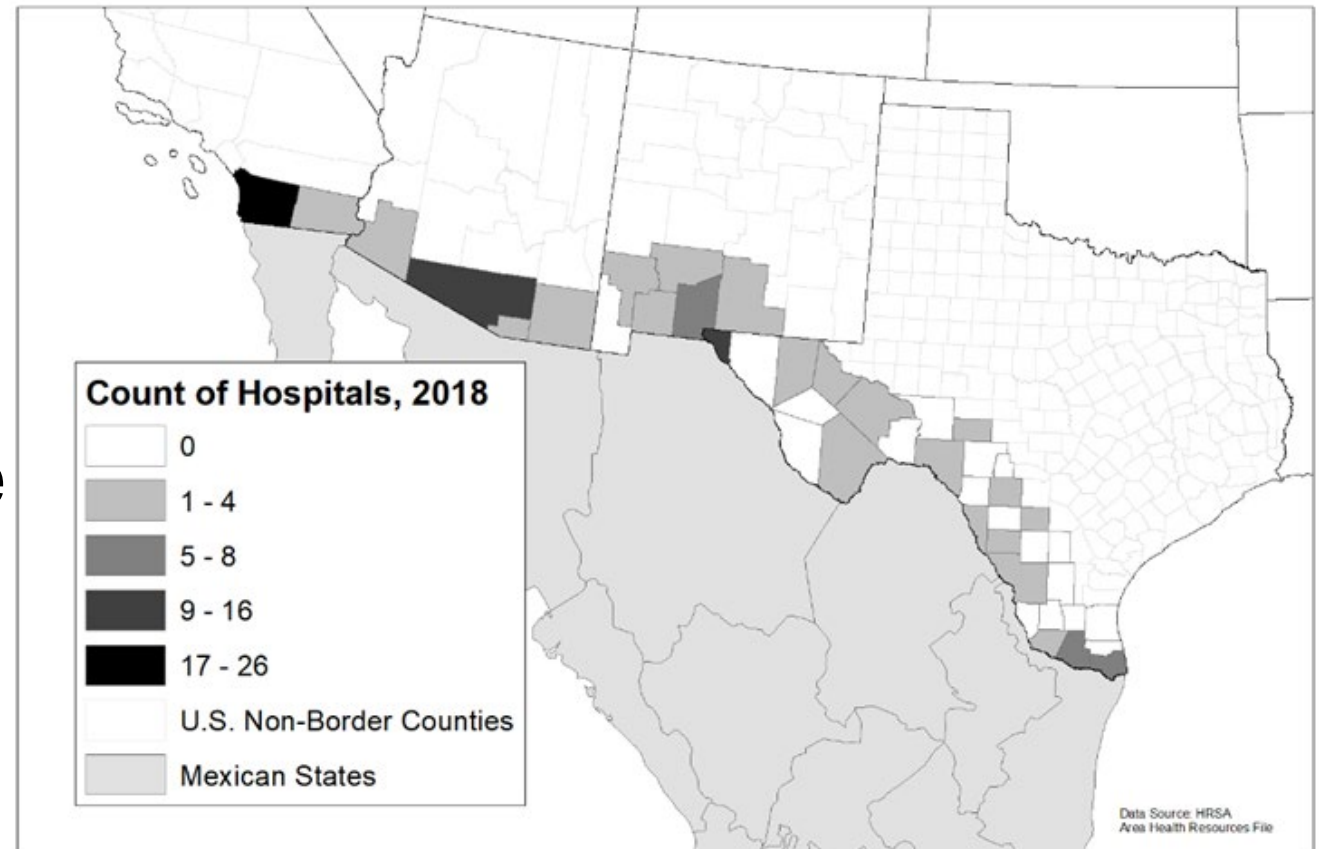 Count of Hospitals, 2018
0
1 - 4
5 - 8
9 - 16
17 - 26
U.S. Non-Border Counties
Mexican States
e
Data Source: HRSA
Area Health Resources File